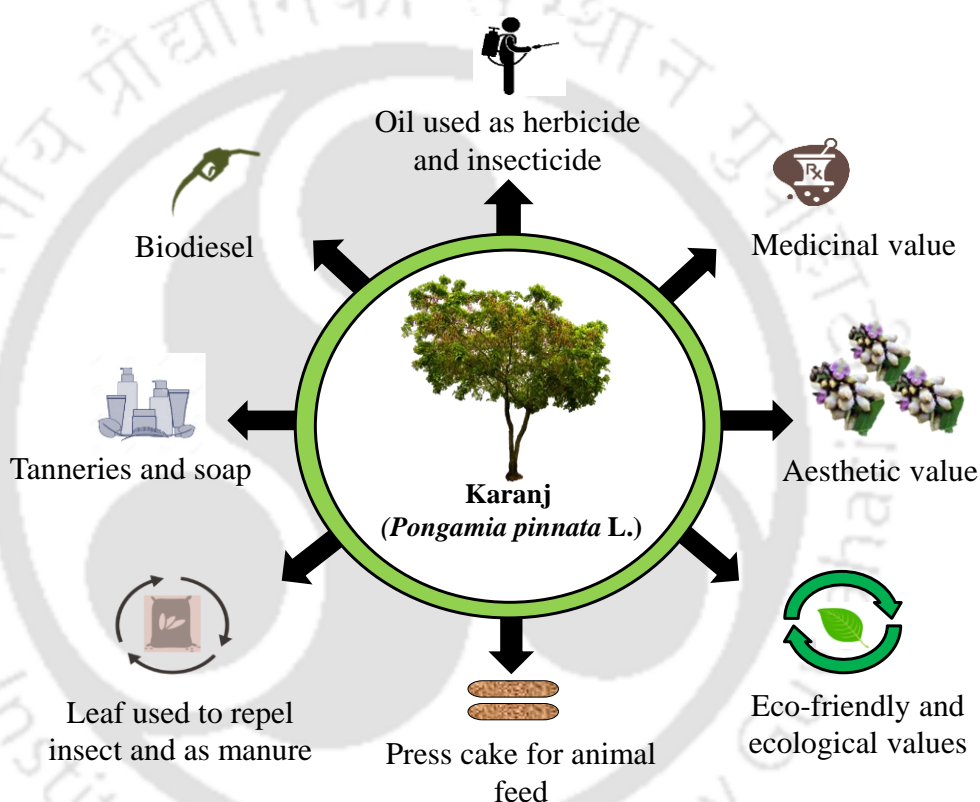 Oil used as herbicide
and insecticide
Biodiesel
Medicinal value
Rx
Tanneries and soap
Aesthetic value
Karanj
(Pongamia pinnata L.)
Leaf used to repel
insect and as manure
Press cake for animal
feed
Eco-friendly and
ecological values